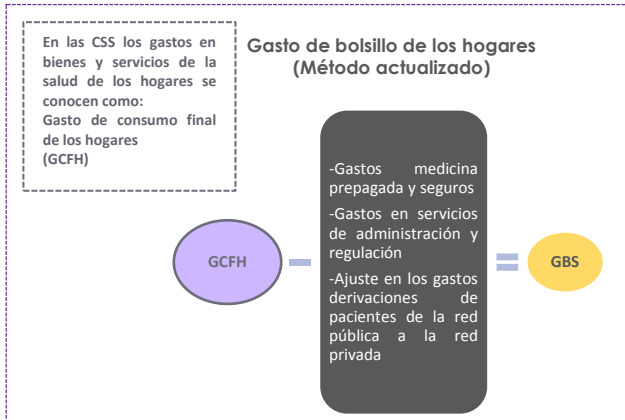 En las CSS los gastos en
bienes y servicios de la
salud de los hogares se
conocen como:
Gasto de consumo final
de los hogares
(GCFH)
Gasto de bolsillo de los hogares
(Método actualizado)
GCFH
-Gastos medicina
prepagada y seguros
-Gastos en servicios
de administración y
regulación
-Ajuste en los gastos
derivaciones de
pacientes de la red
pública a la red
privada
GBS